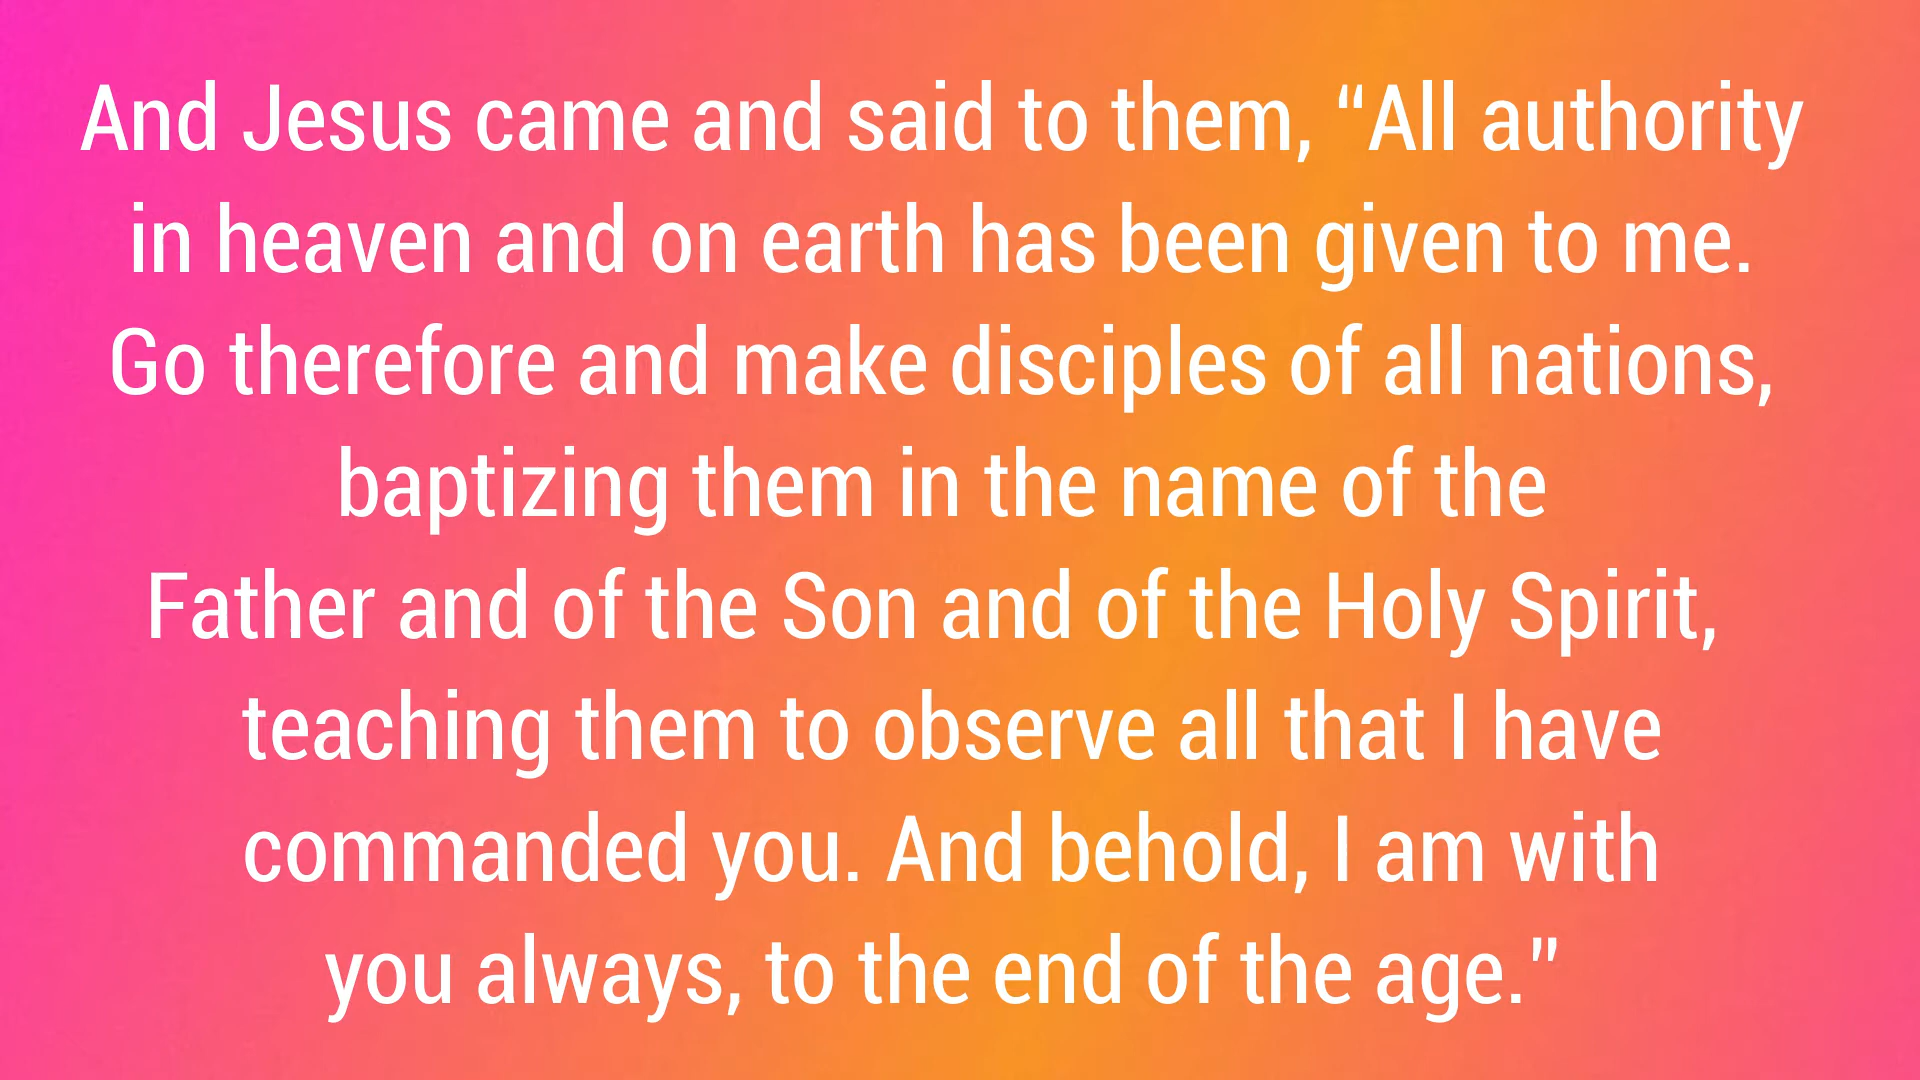 And Jesus came and said to them, “All authority
in heaven and on earth has been given to me.
Go therefore and make disciples of all nations,
baptizing them in the name of the
Father and of the Son and of the Holy Spirit,
teaching them to observe all that I have
commanded you. And behold, I am with
you always, to the end of the age.”